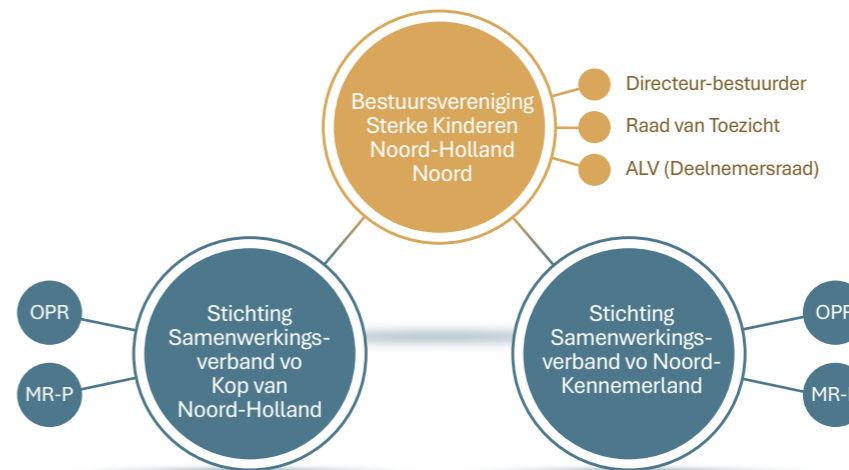 Bestuursvereniging
Sterke Kinderen
Noord-Holland
Noord
Directeur-bestuurder
Raad van Toezicht
ALV (Deelnemersraad)
OPR
MR-P
Stichting
Samenwerkings-
verband vo
Kop van
Noord-Holland
Stichting
Samenwerkings-
verband vo Noord-
Kennemerland
OPR